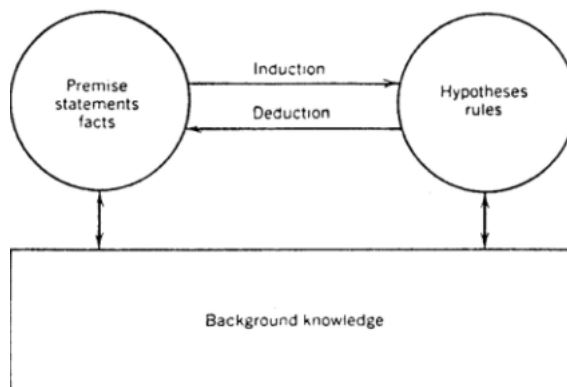 Premise
statements
facts
Induction
Deduction
Hypotheses
rules
Background knowledge